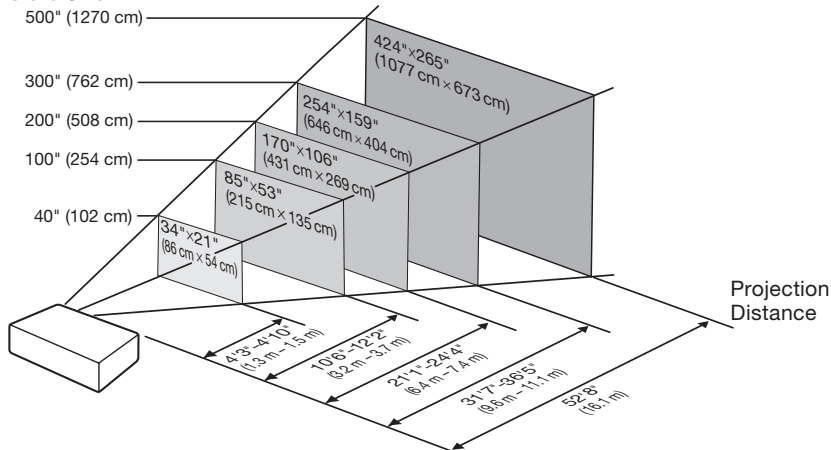 500" (1270 cm)
300" (762 cm)
200" (508 cm)
100" (254 cm)
40" (102 cm)
424"×265"
(1077 cm × 673 cm)
254"×159"
(646 cm × 404 cm)
170"×106"
(431 cm × 269 cm)
85"×53"
(215 cm × 135 cm)
34"×21"
(86 cm × 54 cm)
Projection
Distance
4'3"-4'10"
(1.3 m – 1.5 m)
10'6"-12'2"
(3.2 m – 3.7 m)
21'1"-24'4"
(6.4 m – 7.4 m)
31'7"-36'5"
(9.6 m – 11.1 m)
52'8"
(16.1 m)